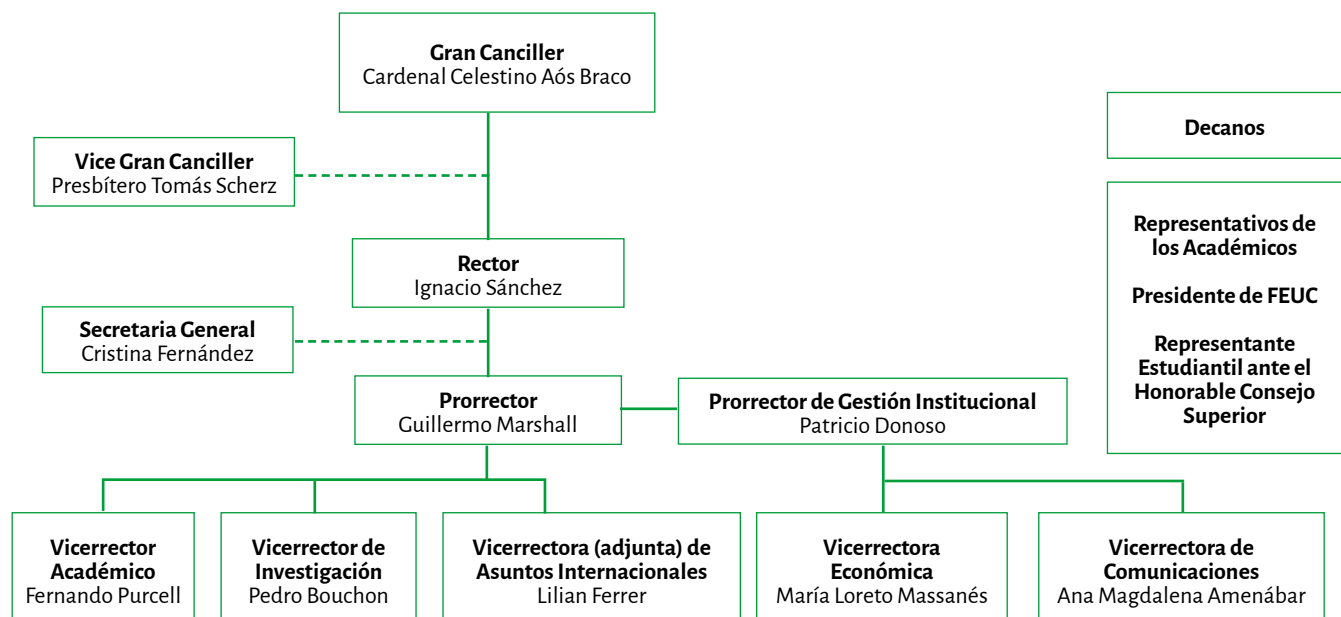 Gran Canciller
Cardenal Celestino Aós Braco
Decanos
Vice Gran Canciller
Presbítero Tomás Scherz
Representativos de
los Académicos
Presidente de FEUC
Representante
Estudiantil ante el
Honorable Consejo
Superior
Rector
Ignacio Sánchez
Secretaria General
Cristina Fernández
Prorrector
Guillermo Marshall
Prorrector de Gestión Institucional
Patricio Donoso
Vicerrector
Académico
Fernando Purcell
Vicerrector de
Investigación
Pedro Bouchon
Vicerrectora (adjunta) de
Asuntos Internacionales
Lilian Ferrer
Vicerrectora
Económica
María Loreto Massanés
Vicerrectora de
Comunicaciones
Ana Magdalena Amenábar